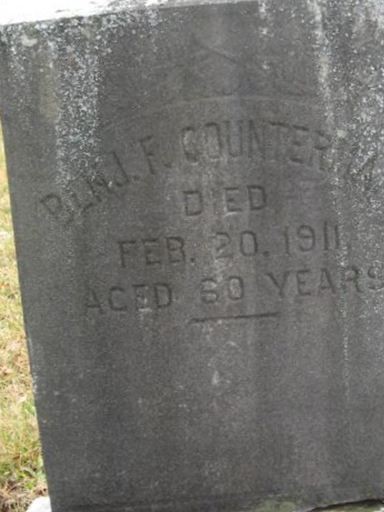 BENJ. F. COUNTER
DIED
FEB. 20. 1911.
AGED 60 YEARS